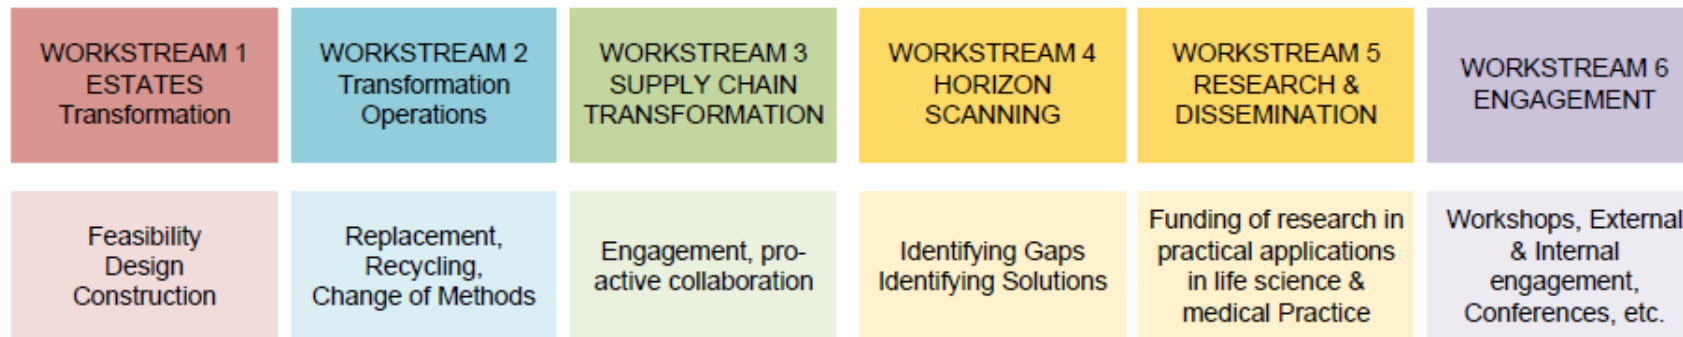 WORKSTREAM 1
ESTATES
Transformation
WORKSTREAM 2
Transformation
Operations
WORKSTREAM 3
SUPPLY CHAIN
TRANSFORMATION
WORKSTREAM 4
HORIZON
SCANNING
WORKSTREAM 5
RESEARCH &
DISSEMINATION
WORKSTREAM 6
ENGAGEMENT
Feasibility
Design
Construction
Replacement,
Recycling,
Change of Methods
Engagement, pro-
active collaboration
Identifying Gaps
Identifying Solutions
Funding of research in
practical applications
in life science &
medical Practice
Workshops, External
& Internal
engagement,
Conferences, etc.